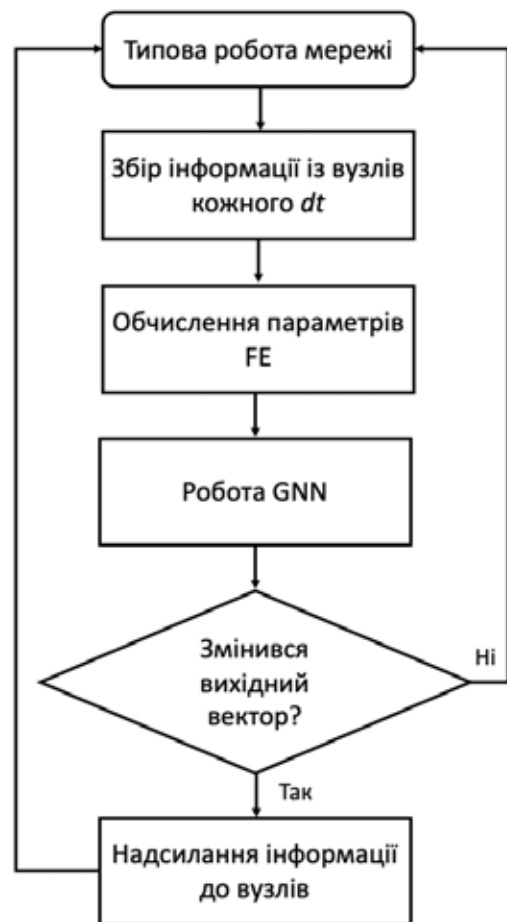 Типова робота мережі
Збір інформації із вузлів
кожного dt
Обчислення параметрів
FE
Робота GNN
Змінився
вихідний
вектор?
Ні
Так
Надсилання інформації
до вузлів